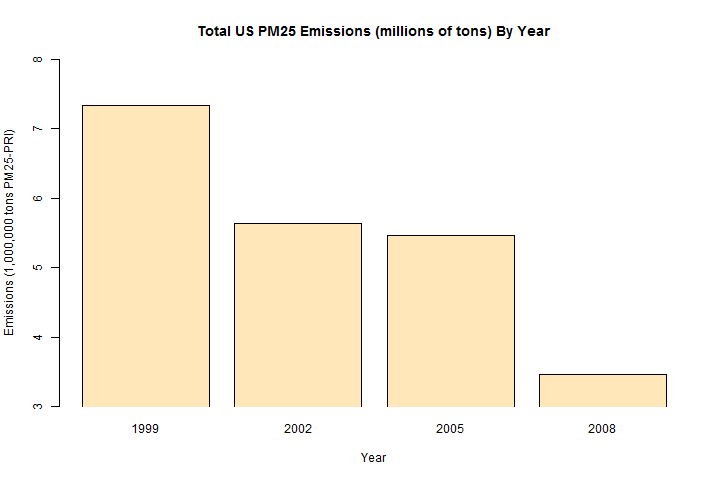 Total US PM25 Emissions (millions of tons) By Year
Emissions (1,000,000 tons PM25-PRI)
8
7
6
5
4
3
1999 2002 2005 2008
Year